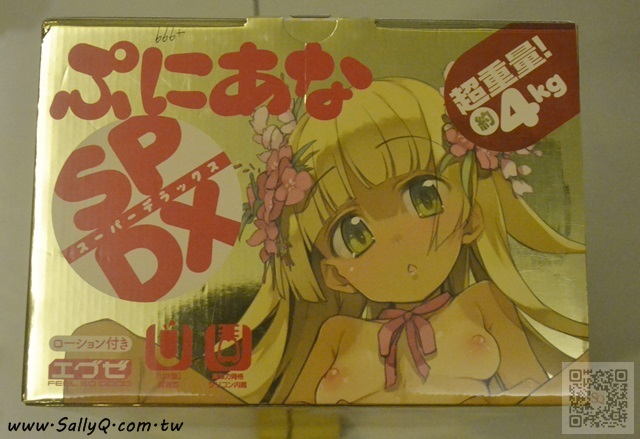 666+
ぷにあな
SP
スーパーデラックス
DX
超重量!
約4kg
ローション付き
エグゼ
www.SallyQ.com.tw